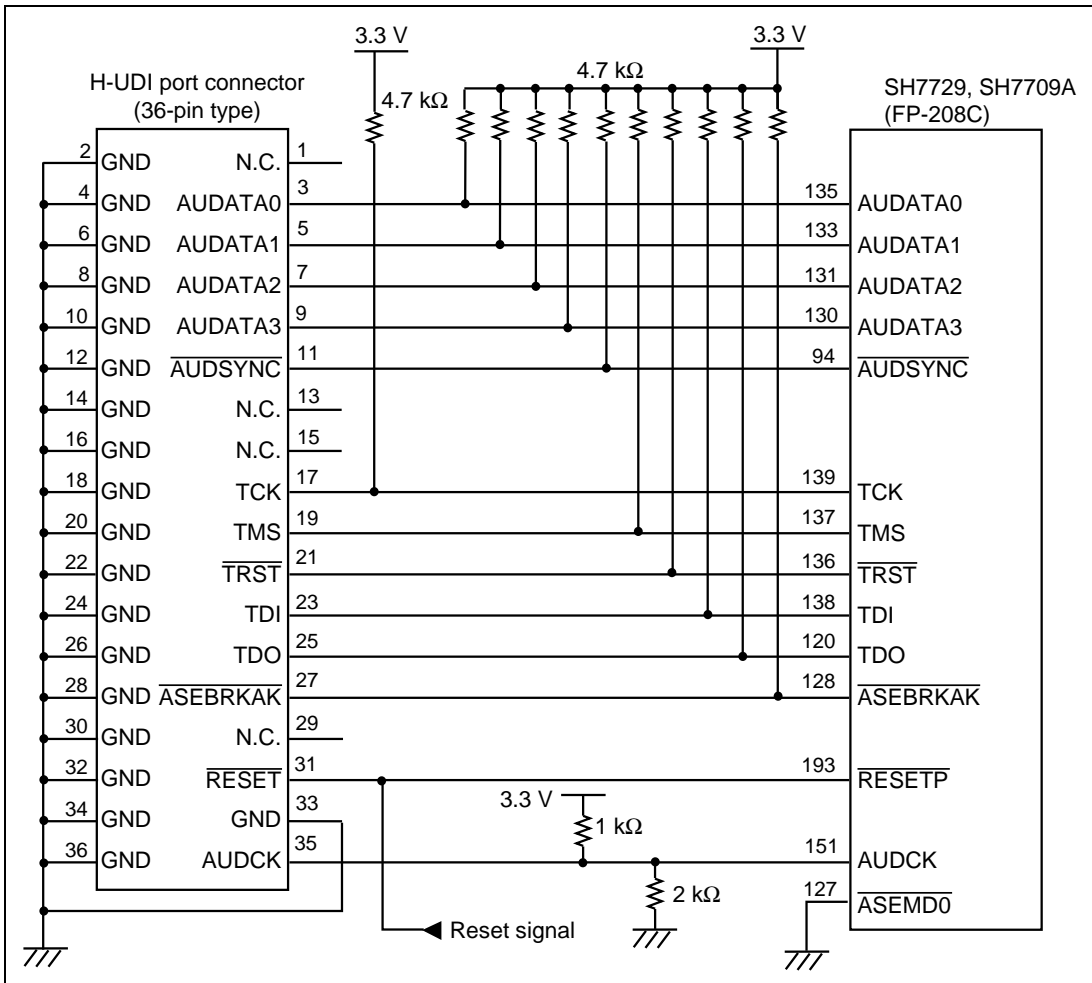 3.3 V
3.3 V
H-UDI port connector
(36-pin type)
4.7 kΩ
4.7 kΩ
SH7729, SH7709A
(FP-208C)
2 GND N.C. 1
4 GND AUDATA0 3 135 AUDATA0
6 GND AUDATA1 5 133 AUDATA1
8 GND AUDATA2 7 131 AUDATA2
10 GND AUDATA3 9 130 AUDATA3
12 GND AUDSYNC 11 94 AUDSYNC
14 GND N.C. 13
16 GND N.C. 15
18 GND TCK 17 139 TCK
20 GND TMS 19 137 TMS
22 GND TRST 21 136 TRST
24 GND TDI 23 138 TDI
26 GND TDO 25 120 TDO
28 GND ASEBRKAK 27 128 ASEBRKAK
30 GND N.C. 29
32 GND RESET 31 193 RESETP
34 GND GND 33
3.3 V
1 kΩ
36 GND AUDCK 35 151 AUDCK
2 kΩ
127 ASEMD0
Reset signal